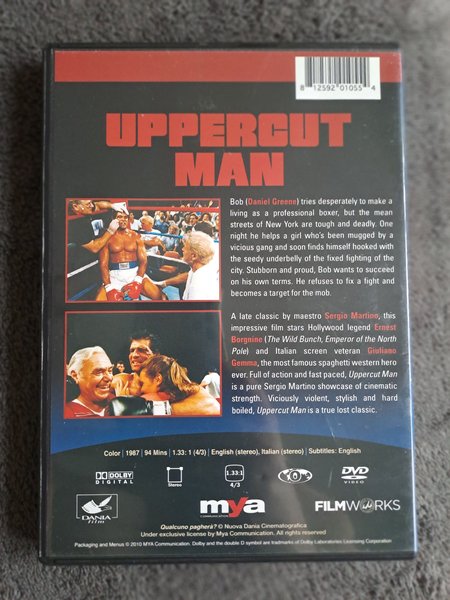 8 12592 01055 4
UPPERCUT
MAN
Bob (Daniel Greene) tries desperately to make a
living as a professional boxer, but the mean
streets of New York are tough and deadly. One
night he helps a girl who's been mugged by a
vicious gang and soon finds himself hooked with
the seedy underbelly of the fixed fighting of the
city. Stubborn and proud, Bob wants to succeed
on his own terms. He refuses to fix a fight and
becomes a target for the mob.
A late classic by maestro Sergio Martino, this
impressive film stars Hollywood legend Ernest
Borgnine (The Wild Bunch, Emperor of the North
Pole) and Italian screen veteran Giuliano
Gemma, the most famous spaghetti western hero
ever. Full of action and fast paced, Uppercut Man
is a pure Sergio Martino showcase of cinematic
strength. Viciously violent, stylish and hard
boiled, Uppercut Man is a true lost classic.
Color | 1987 | 94 Mins | 1.33: 1 (4/3) | English (stereo), Italian (stereo) | Subtitles: English
DOLBY
DIGITAL
Stereo
1.33:1
4/3
DVD
VIDEO
DANIA
film
mya
COMMUNICATION
FILMWORKS
Qualcuno pagherà? © Nuova Dania Cinematografica
Under exclusive license by Mya Communication. All rights reserved
Packaging and Menus © 2010 MYA Communication. Dolby and the double D symbol are trademarks of Dolby Laboratories Licensing Corporation